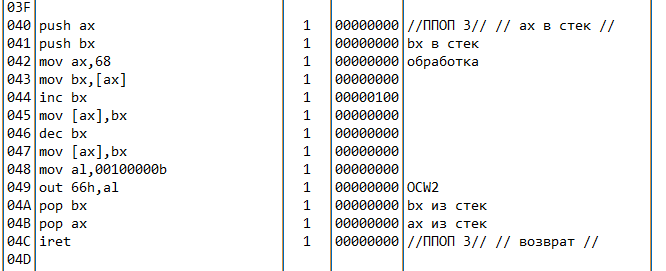 03F
040 push ax 1 00000000 //ППОП 3// // ax в стек //
041 push bx 1 00000000 bx в стек
042 mov ax,68 1 00000000 обработка
043 mov bx,[ax] 1 00000000
044 inc bx 1 00000100
045 mov [ax],bx 1 00000000
046 dec bx 1 00000000
047 mov [ax],bx 1 00000000
048 mov al,00100000b 1 00000000
049 out 66h,al 1 00000000 OCW2
04A pop bx 1 00000000 bx из стек
04B pop ax 1 00000000 ax из стек
04C iret 1 00000000 //ППОП 3// // возврат //
04D